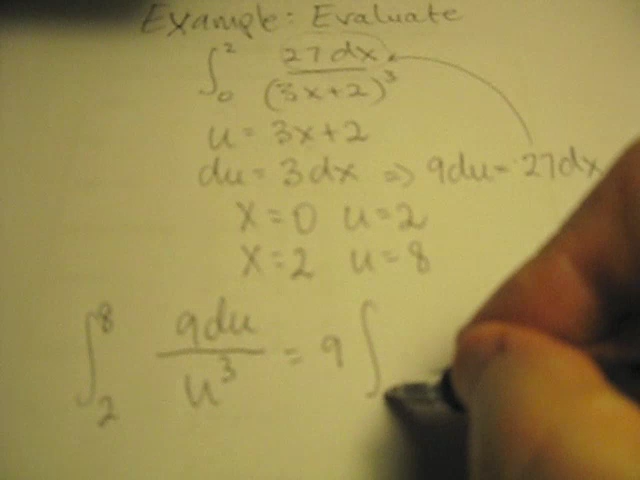 Example: Evaluate
∫₀² 27dx/(3x+2)³
u = 3x+2
du = 3dx => 9du = 27dx
x=0 u=2
x=2 u=8
∫₂⁸ 9du/u³ = 9∫